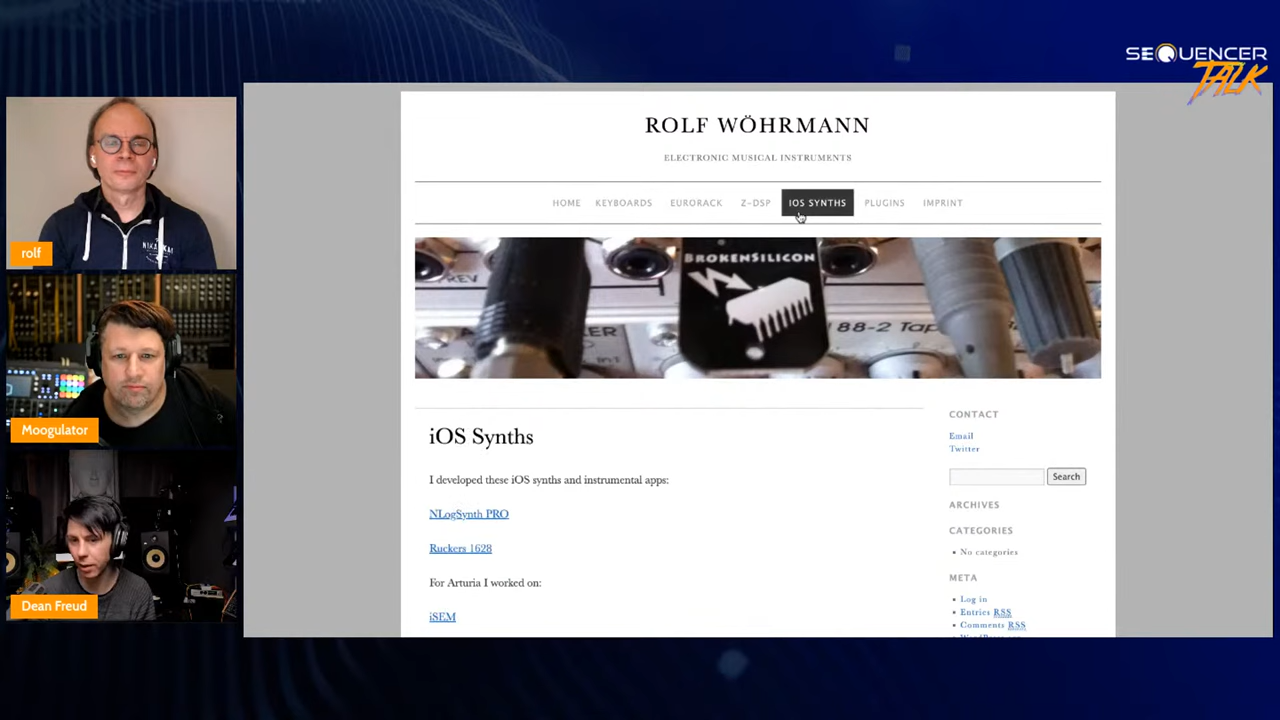 SEQUENCER
TALK
rolf
Moogulator
Dean Freud
ROLF WÖHRMANN
ELECTRONIC MUSICAL INSTRUMENTS
HOME KEYBOARDS EURORACK Z-DSP IOS SYNTHS PLUGINS IMPRINT
BROKENSILICON
88-2 Tap
iOS Synths
I developed these iOS synths and instrumental apps:
NLogSynth PRO
Ruckers 1628
For Arturia I worked on:
iSEM
CONTACT
Email
Twitter
Search
ARCHIVES
CATEGORIES
• No categories
META
• Log in
• Entries RSS
• Comments RSS